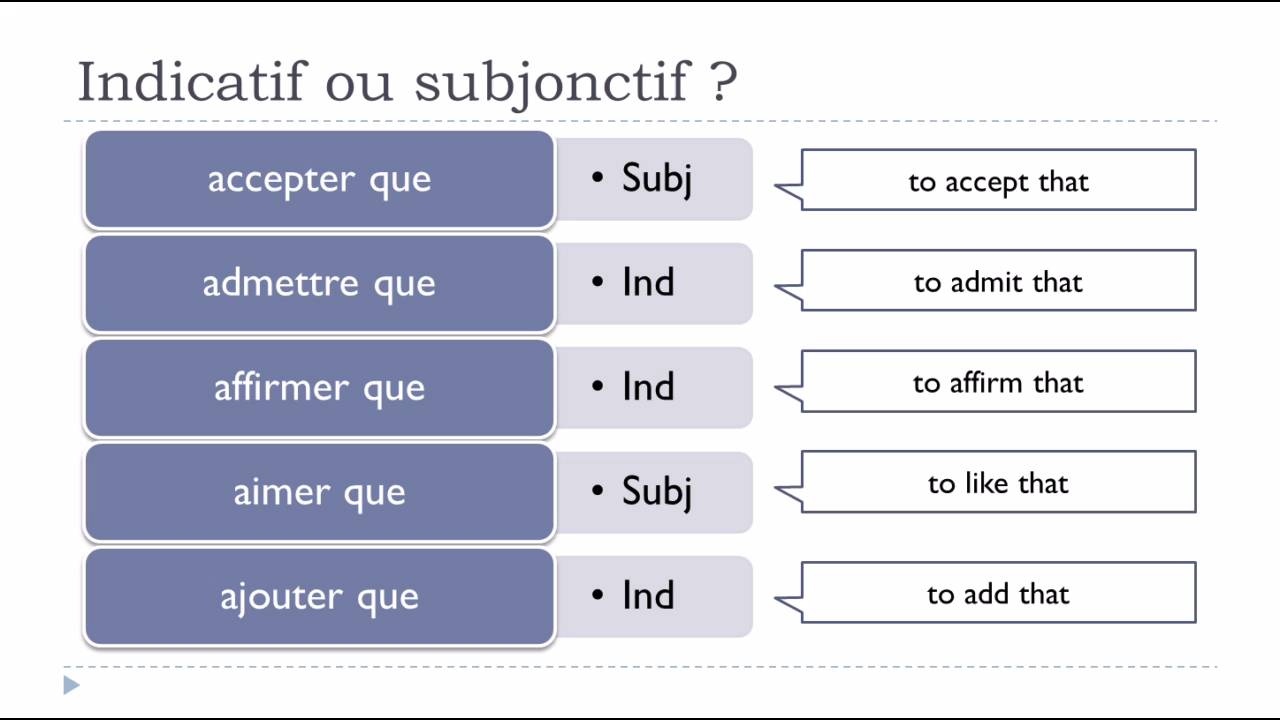 Indicatif ou subjonctif ?
accepter que • Subj to accept that
admettre que • Ind to admit that
affirmer que • Ind to affirm that
aimer que • Subj to like that
ajouter que • Ind to add that